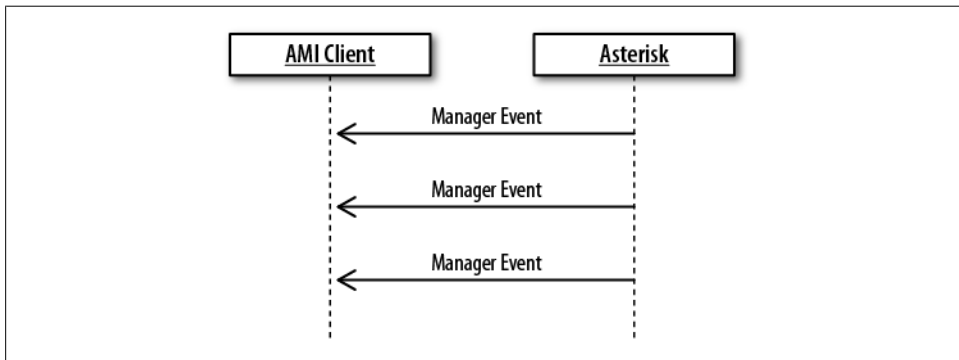 AMI Client
Asterisk
Manager Event
Manager Event
Manager Event